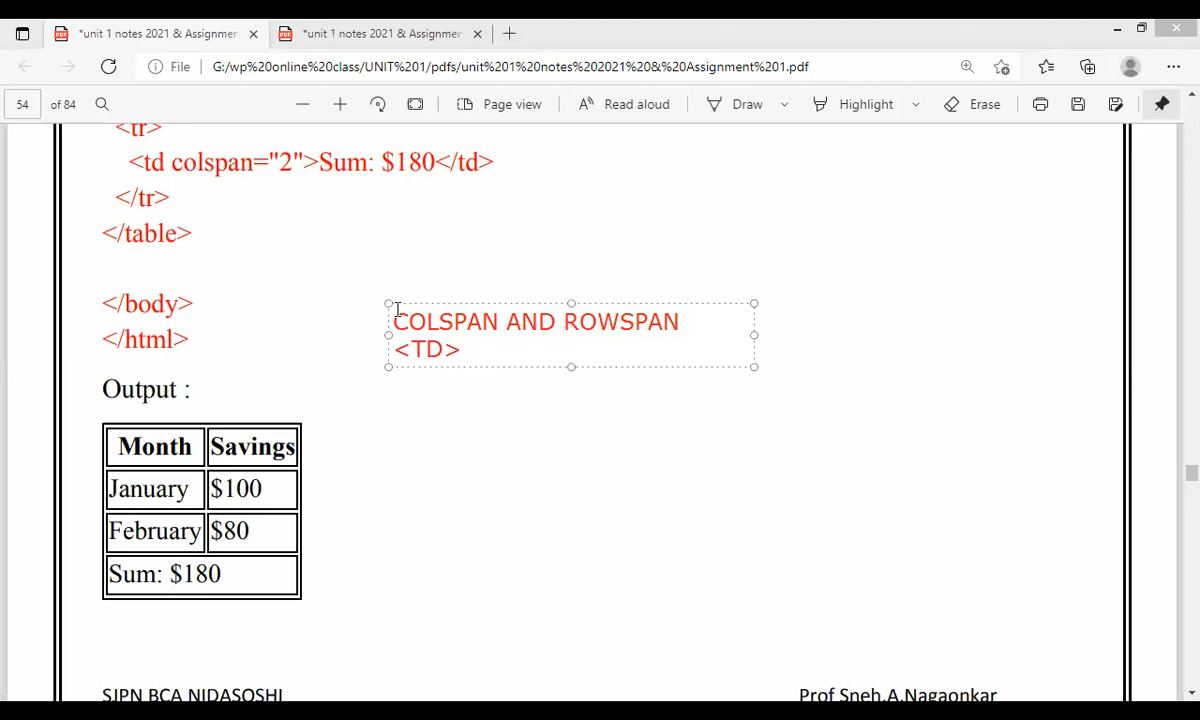 *unit 1 notes 2021 & Assignmer
*unit 1 notes 2021 & Assignmer
File G:/wp%20online%20class/UNIT%201/pdfs/unit%201%20notes%202021%20&%20Assignment%201.pdf
54 of 84 Page view Read aloud Draw Highlight Erase
<tr>
<td colspan="2">Sum: $180</td>
</tr>
</table>
</body>
</html>
COLSPAN AND ROWSPAN
<TD>
Output :
Month Savings
January $100
February $80
Sum: $180
SJPN BCA NIDASOSHI Prof Sneh.A.Nagaonkar